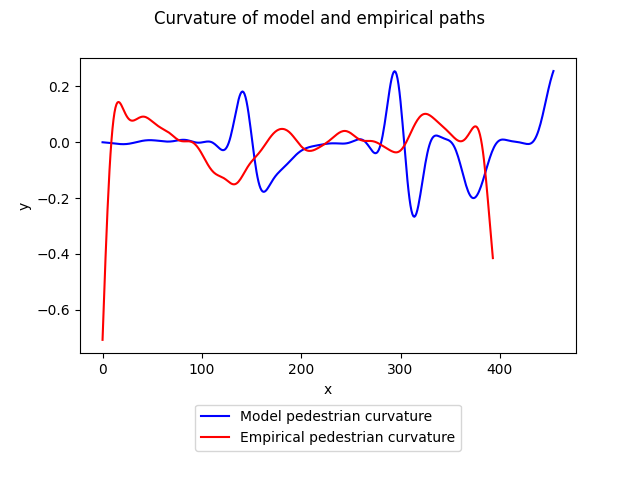 Curvature of model and empirical paths
0.2
0.0
−0.2
−0.4
−0.6
y
0 100 200 300 400
x
Model pedestrian curvature
Empirical pedestrian curvature